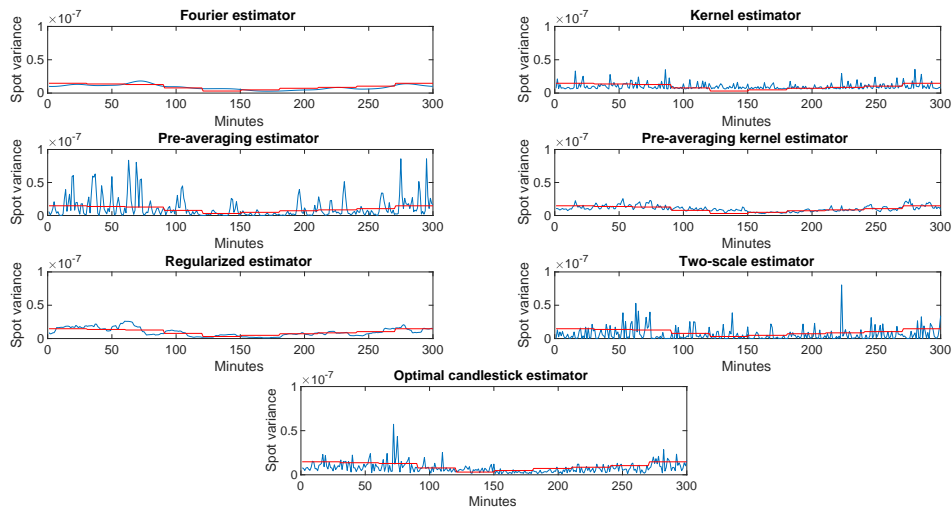 Fourier estimator
×10-7
1
0.5
0
Spot variance
0 50 100 150 200 250 300
Minutes
Kernel estimator
×10-7
1
0.5
0
Spot variance
0 50 100 150 200 250 300
Minutes
Pre-averaging estimator
×10-7
1
0.5
0
Spot variance
0 50 100 150 200 250 300
Minutes
Pre-averaging kernel estimator
×10-7
1
0.5
0
Spot variance
0 50 100 150 200 250 300
Minutes
Regularized estimator
×10-7
1
0.5
0
Spot variance
0 50 100 150 200 250 300
Minutes
Two-scale estimator
×10-7
1
0.5
0
Spot variance
0 50 100 150 200 250 300
Minutes
Optimal candlestick estimator
×10-7
1
0.5
0
Spot variance
0 50 100 150 200 250 300
Minutes